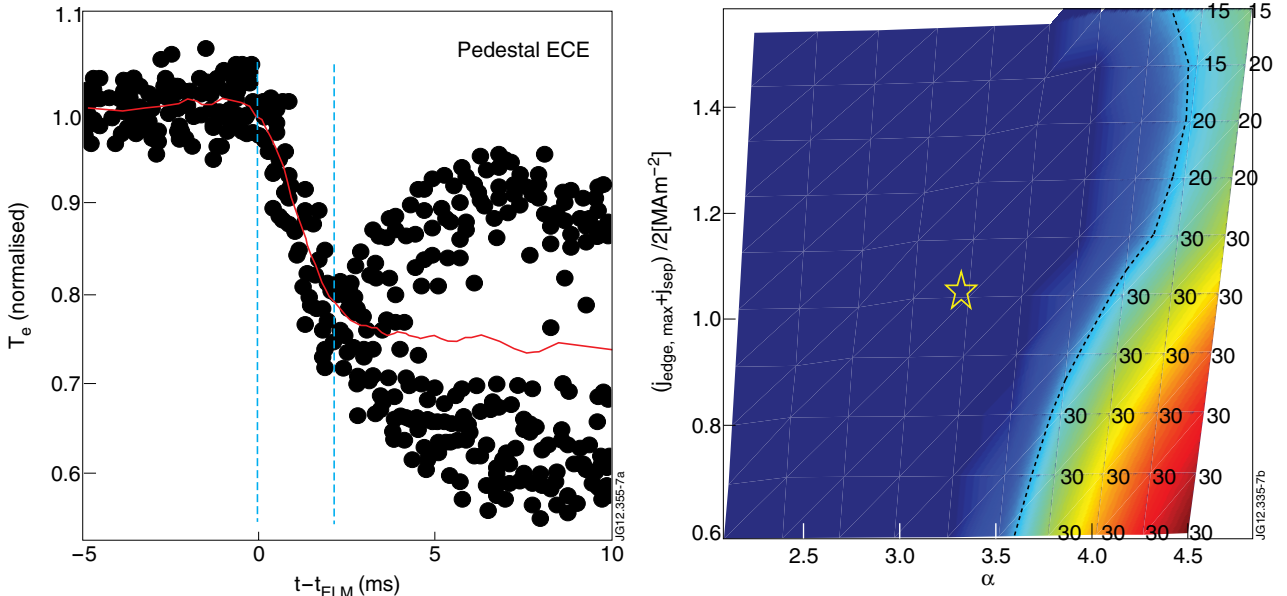 1.1
1.0
0.9
0.8
0.7
0.6
Te (normalised)
Pedestal ECE
−5
0
5
10
t−tELM (ms)
JG12.355-7a
1.4
1.2
1.0
0.8
0.6
(jedge, max+jsep) /2[MAm−2]
15 15
15 20
20 20
20 20
30 30
30 30 30
30 30 30
30 30 30 30
30 30 30 30
30 30 30 30 30
2.5
3.0
3.5
4.0
4.5
α
JG12.335-7b